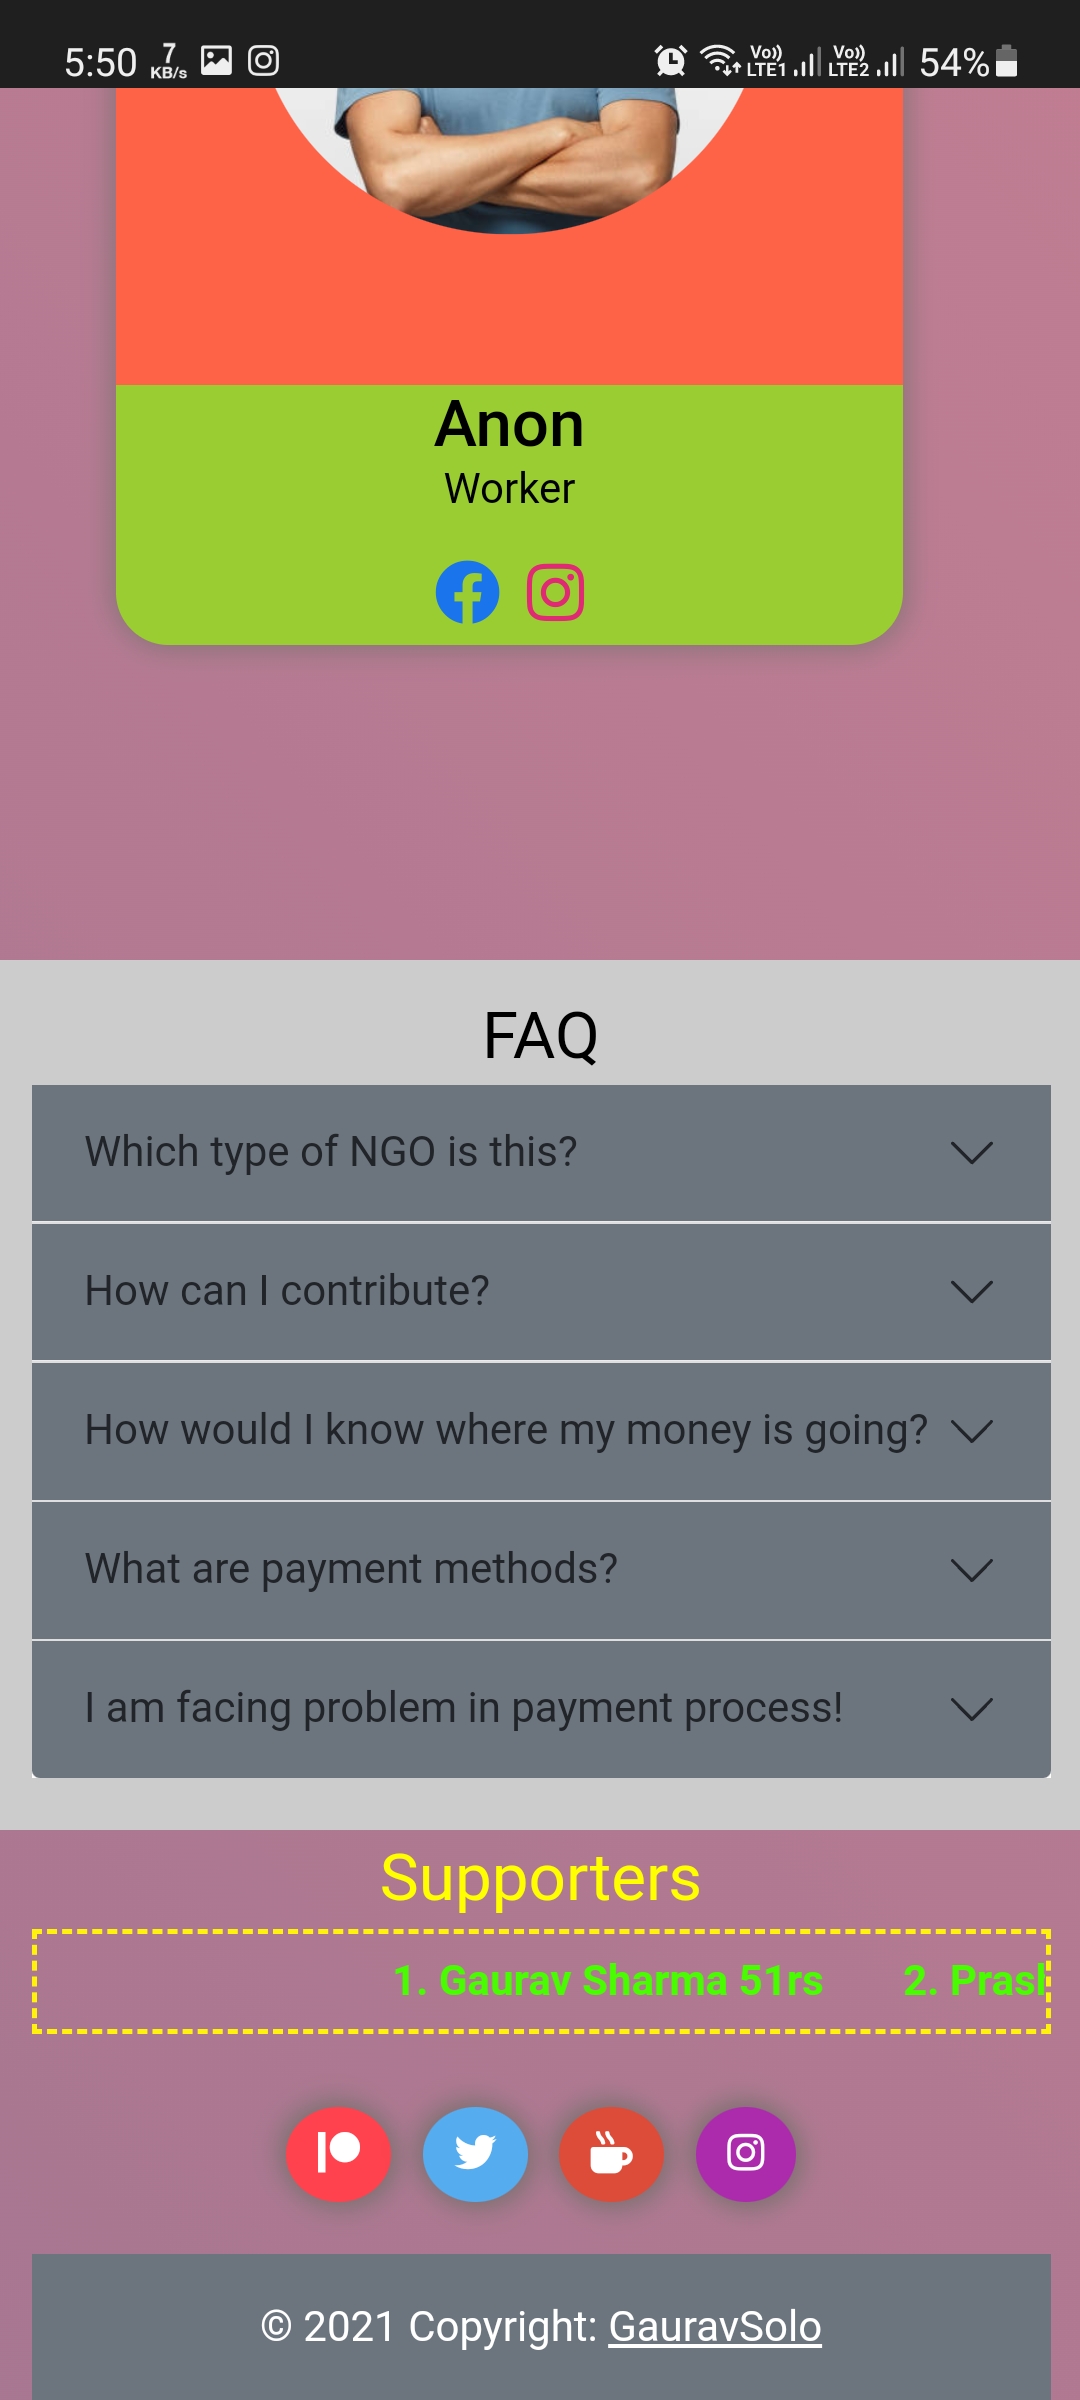 5:50 7 KB/s Vo)) LTE1 Vo)) LTE2 54%
Anon
Worker
FAQ
Which type of NGO is this?
How can I contribute?
How would I know where my money is going?
What are payment methods?
I am facing problem in payment process!
Supporters
1. Gaurav Sharma 51rs 2. Pras
© 2021 Copyright: GauravSolo